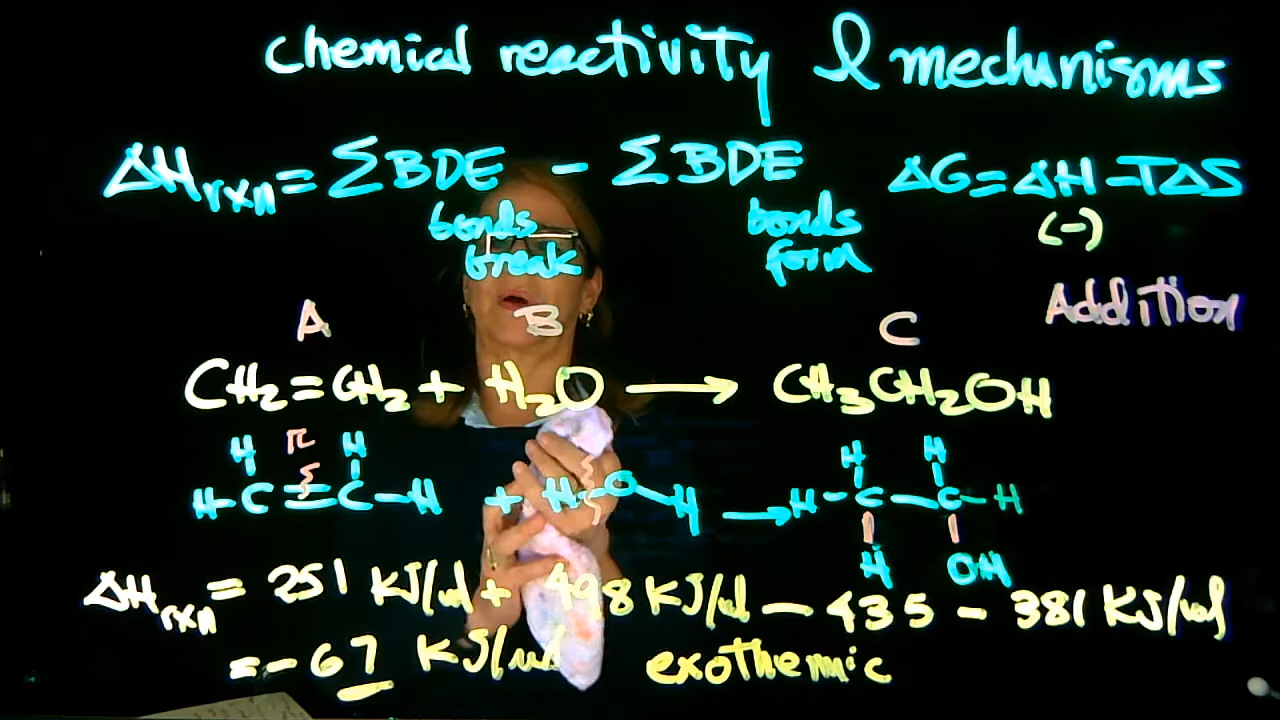 chemical reactivity & mechanisms
ΔHrxn = ΣBDE – ΣBDE ΔG = ΔH – TΔS
bonds break bonds form (-)
Addition
A B C
CH₂=CH₂ + H₂O → CH₃CH₂OH
H π H H H
H-C=C-H + H-O-H → H-C-C-H
H OH
ΔHrxn = 251 KJ/mol + 498 KJ/mol – 435 – 381 KJ/mol
= - 67 KJ/mol exothermic